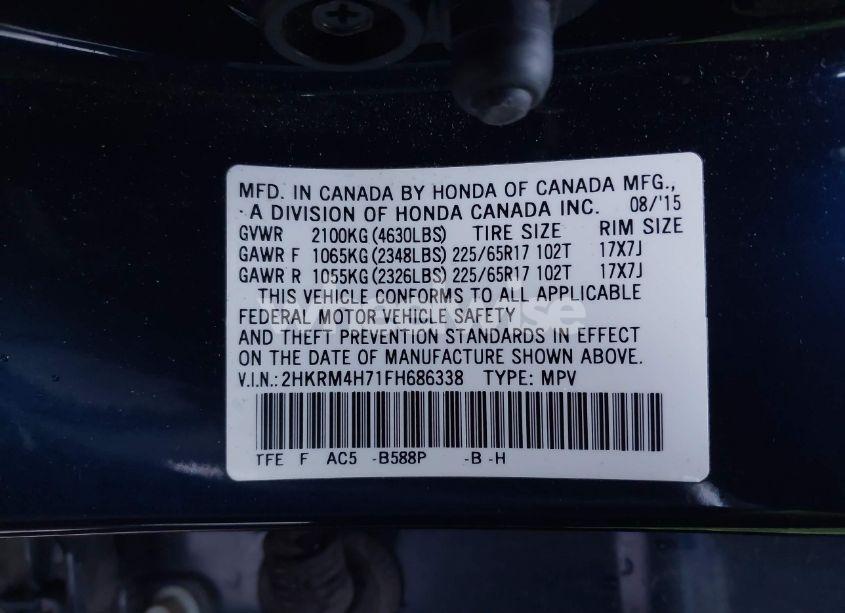 MFD. IN CANADA BY HONDA OF CANADA MFG.,
A DIVISION OF HONDA CANADA INC. 08/'15
GVWR 2100KG (4630LBS) TIRE SIZE RIM SIZE
GAWR F 1065KG (2348LBS) 225/65R17 102T 17X7J
GAWR R 1055KG (2326LBS) 225/65R17 102T 17X7J
THIS VEHICLE CONFORMS TO ALL APPLICABLE
FEDERAL MOTOR VEHICLE SAFETY
AND THEFT PREVENTION STANDARDS IN EFFECT
ON THE DATE OF MANUFACTURE SHOWN ABOVE.
V.I.N.: 2HKRM4H71FH686338 TYPE: MPV
TFE F AC5 -B588P -B -H